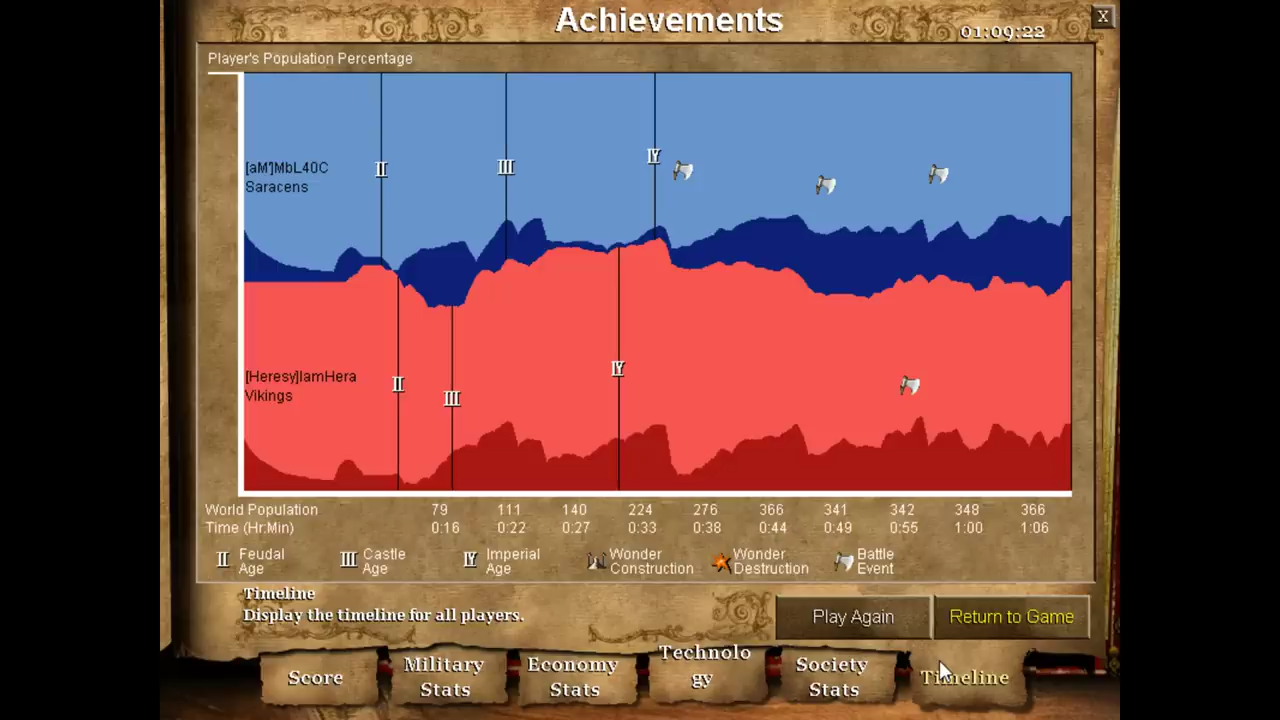 Achievements
X
01:09:22
Player's Population Percentage
[aM']MbL40C
Saracens
II
III
IV
[Heresy]IamHera
Vikings
II
III
IV
World Population 79 111 140 224 276 366 341 342 348 366
Time (Hr:Min) 0:16 0:22 0:27 0:33 0:38 0:44 0:49 0:55 1:00 1:06
II Feudal Age
III Castle Age
IV Imperial Age
Wonder Construction
Wonder Destruction
Battle Event
Timeline
Display the timeline for all players.
Play Again
Return to Game
Score
Military Stats
Economy Stats
Technolo
gy
Society Stats
Timeline